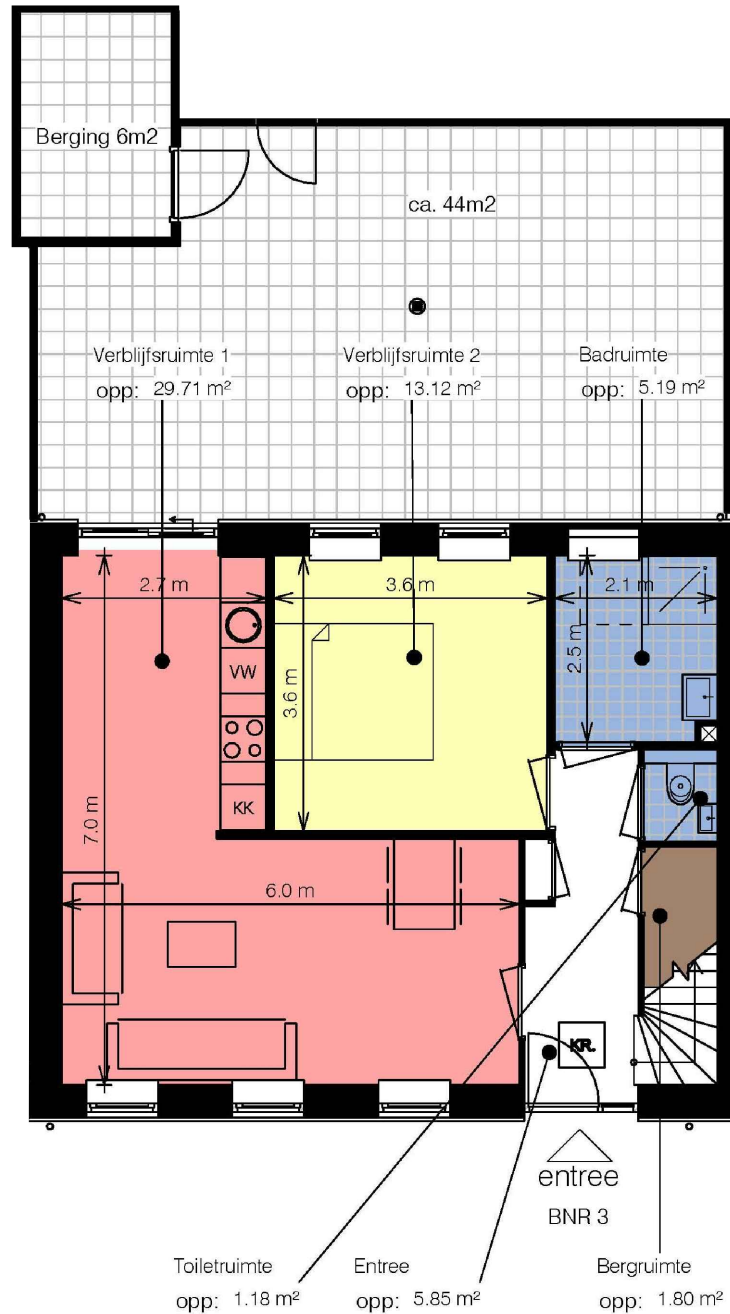 Berging 6m2
ca. 44m2
Verblijfsruimte 1
opp: 29.71 m²
Verblijfsruimte 2
opp: 13.12 m²
Badruimte
opp: 5.19 m²
2.7 m
3.6 m
2.1 m
2.5 m
VW
3.6 m
KK
7.0 m
6.0 m
KR.
entree
BNR 3
Toiletruimte
opp: 1.18 m²
Entree
opp: 5.85 m²
Bergruimte
opp: 1.80 m²